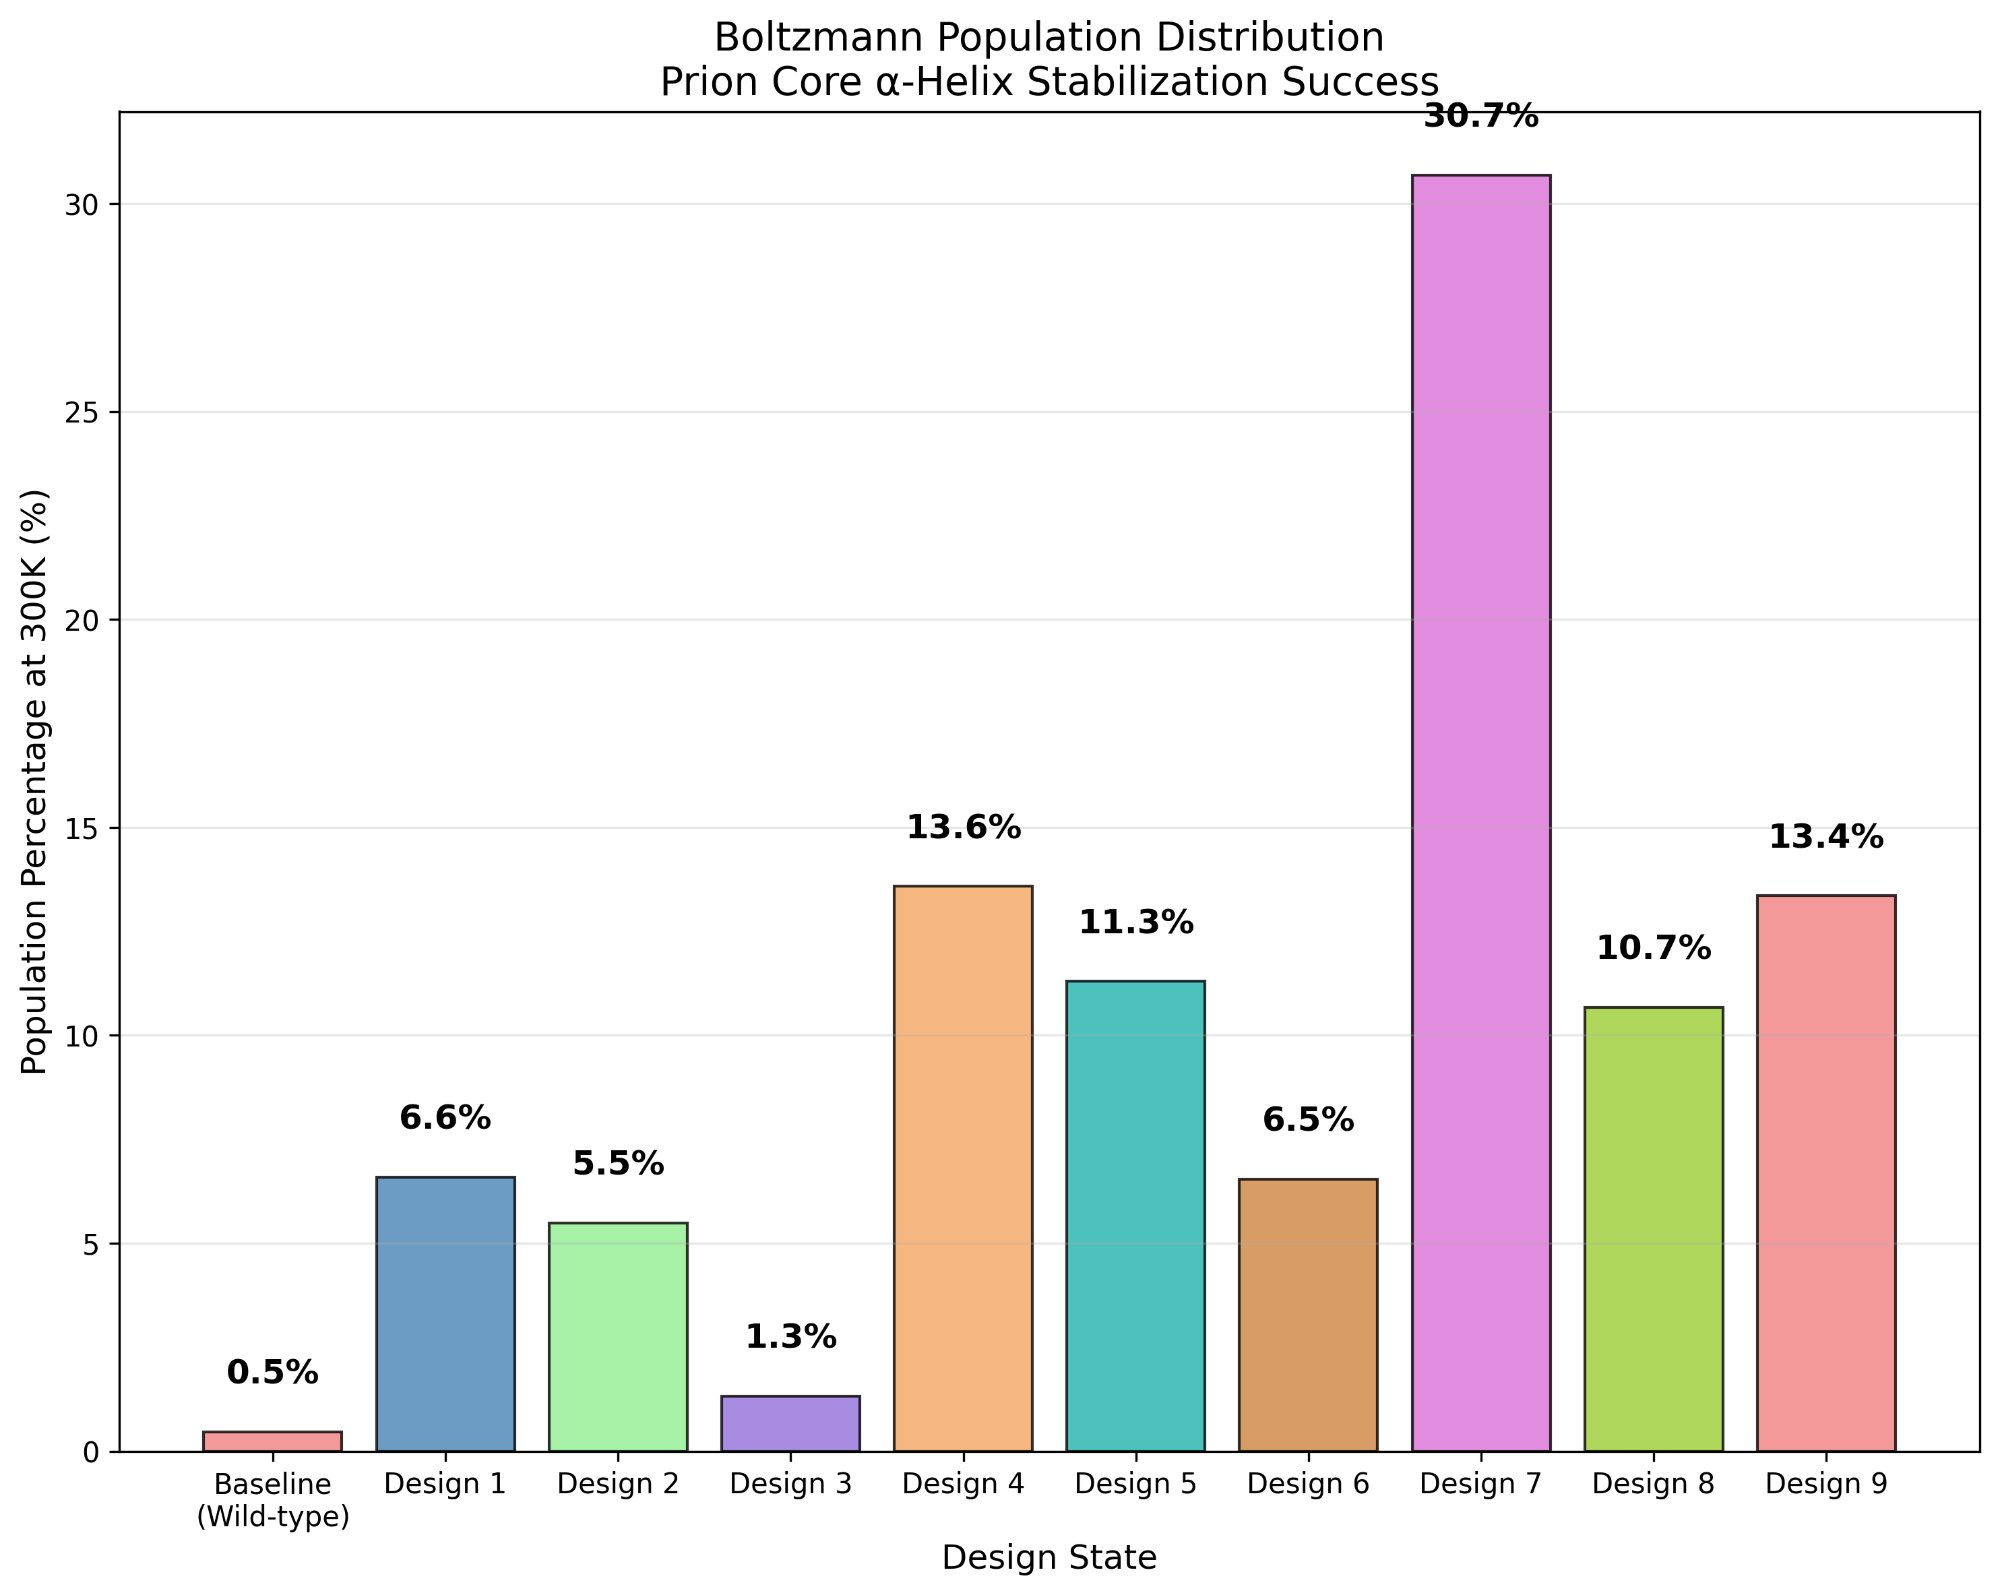 Boltzmann Population Distribution
Prion Core α-Helix Stabilization Success
Population Percentage at 300K (%)
30
25
20
15
10
5
0
0.5%
6.6%
5.5%
1.3%
13.6%
11.3%
6.5%
30.7%
10.7%
13.4%
Baseline
(Wild-type)
Design 1
Design 2
Design 3
Design 4
Design 5
Design 6
Design 7
Design 8
Design 9
Design State